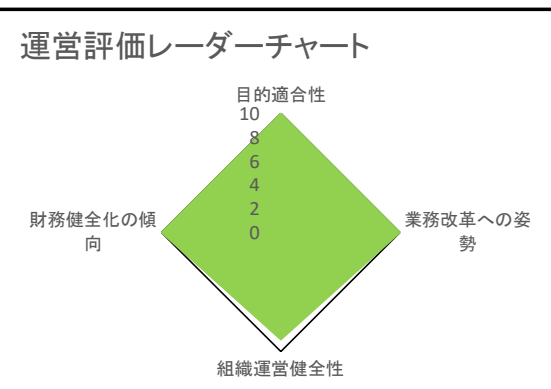 運営評価レーダーチャート
目的適合性
10
8
6
4
2
0
財務健全化の傾
向
業務改革への姿
勢
組織運営健全性